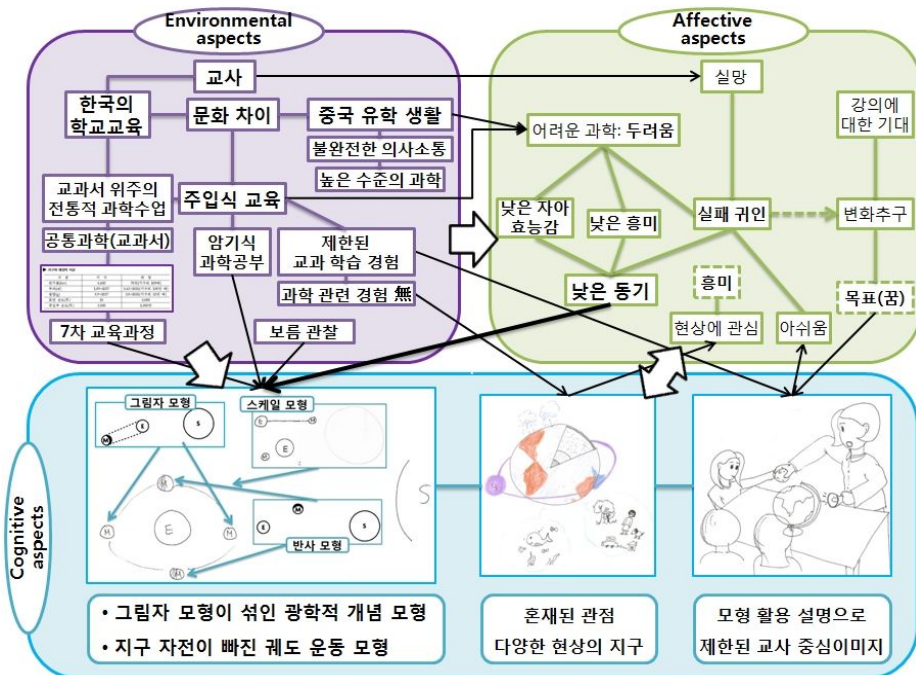 Environmental
aspects
교사
한국의
학교교육
문화 차이
중국 유학 생활
불완전한 의사소통
높은 수준의 과학
교과서 위주의
전통적 과학수업
주입식 교육
공통과학(교과서)
암기식
과학공부
제한된
교과 학습 경험
과학 관련 경험 無
7차 교육과정
보름 관찰
Affective
aspects
실망
강의에
대한 기대
어려운 과학: 두려움
낮은 자아
효능감
낮은 흥미
실패 귀인
변화추구
낮은 동기
흥미
목표(꿈)
현상에 관심
아쉬움
Cognitive
aspects
그림자 모형
M
E
S
스케일 모형
E
M
M
E
S
M
M
E
M
M
반사 모형
M
E
S
• 그림자 모형이 섞인 광학적 개념 모형
• 지구 자전이 빠진 궤도 운동 모형
혼재된 관점
다양한 현상의 지구
모형 활용 설명으로
제한된 교사 중심이미지